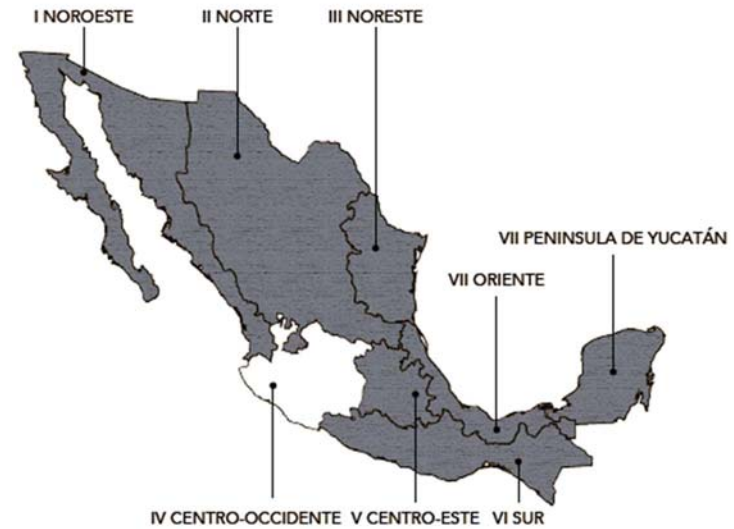 I NOROESTE
II NORTE
III NORESTE
VII PENINSULA DE YUCATÁN
VII ORIENTE
IV CENTRO-OCCIDENTE
V CENTRO-ESTE
VI SUR